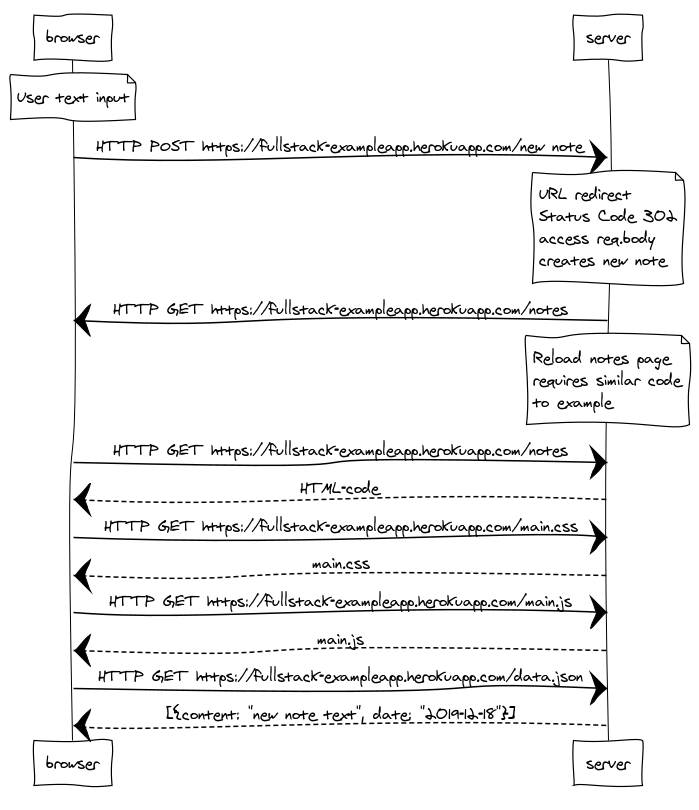 browser
server
User text input
HTTP POST https://fullstack-exampleapp.herokuapp.com/new note
URL redirect
Status Code 302
access req.body
creates new note
HTTP GET https://fullstack-exampleapp.herokuapp.com/notes
Reload notes page
requires similar code
to example
HTTP GET https://fullstack-exampleapp.herokuapp.com/notes
HTML-code
HTTP GET https://fullstack-exampleapp.herokuapp.com/main.css
main.css
HTTP GET https://fullstack-exampleapp.herokuapp.com/main.js
main.js
HTTP GET https://fullstack-exampleapp.herokuapp.com/data.json
[{content: "new note text", date: "2019-12-18"}]
browser
server